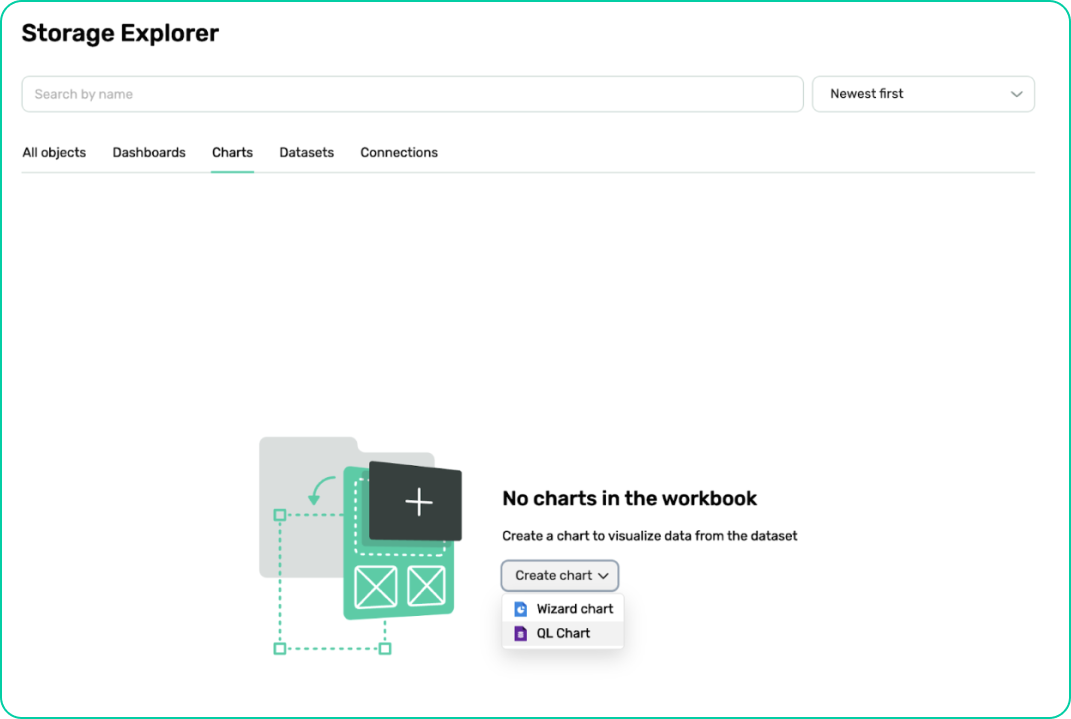 Storage Explorer
Search by name
Newest first
All objects Dashboards Charts Datasets Connections
No charts in the workbook
Create a chart to visualize data from the dataset
Create chart
Wizard chart
QL Chart